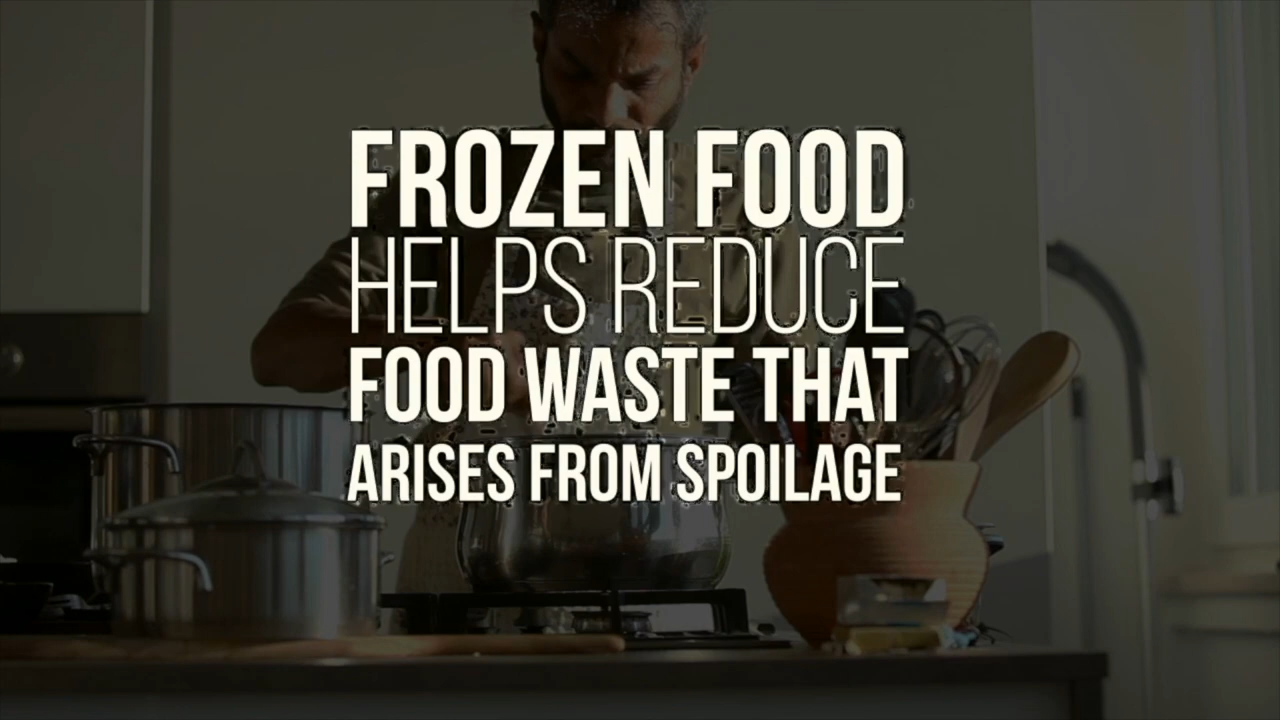 FROZEN FOOD
HELPS REDUCE
FOOD WASTE THAT
ARISES FROM SPOILAGE